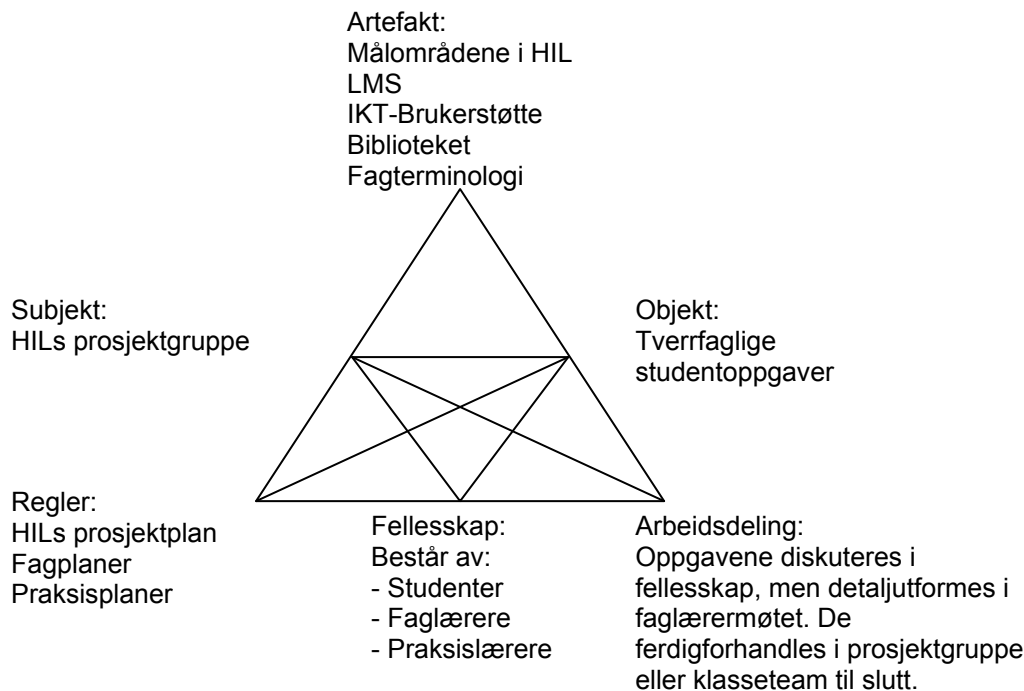 Artefakt:
Målområdene i HIL
LMS
IKT-Brukerstøtte
Biblioteket
Fagterminologi
Subjekt:
HILs prosjektgruppe
Objekt:
Tverrfaglige
studentoppgaver
Regler:
HILs prosjektplan
Fagplaner
Praksisplaner
Fellesskap:
Består av:
- Studenter
- Faglærere
- Praksislærere
Arbeidsdeling:
Oppgavene diskuteres i
fellesskap, men detaljutformes i
faglærermøtet. De
ferdigforhandles i prosjektgruppe
eller klasseteam til slutt.